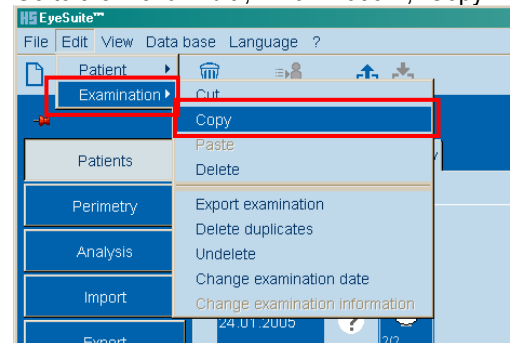 EyeSuite™
File Edit View Data base Language ?
Patient
Examination
Cut
Copy
Paste
Delete
Export examination
Delete duplicates
Undelete
Change examination date
Change examination information
Patients
Perimetry
Analysis
Import
Export
24.01.2005
?
2/2